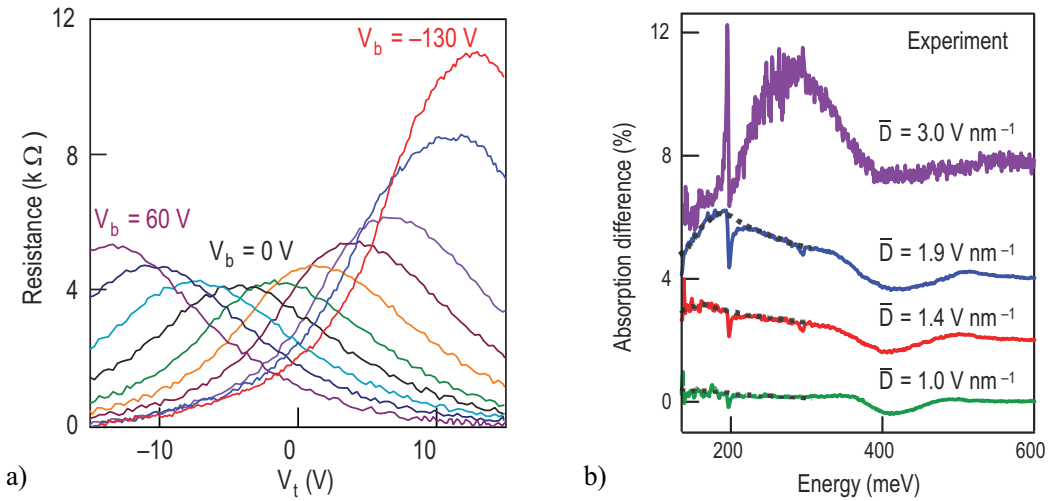 12
8
4
0
Resistance (k Ω)
V_b = –130 V
V_b = 60 V
V_b = 0 V
–10
0
10
V_t (V)
a)
12
8
4
0
Absorption difference (%)
Experiment
D̅ = 3.0 V nm⁻¹
D̅ = 1.9 V nm⁻¹
D̅ = 1.4 V nm⁻¹
D̅ = 1.0 V nm⁻¹
200
400
600
Energy (meV)
b)